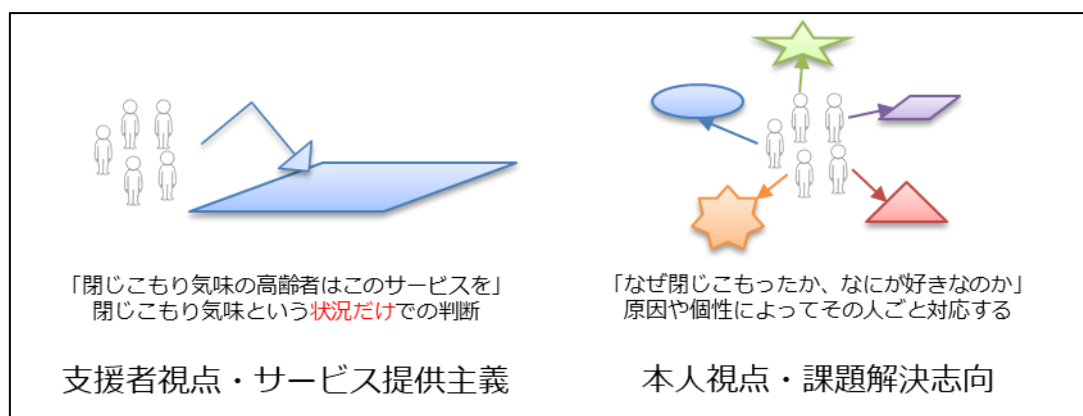 「閉じこもり気味の高齢者はこのサービスを」
閉じこもり気味という状況だけでの判断
支援者視点・サービス提供主義
「なぜ閉じこもったか、なにが好きなのか」
原因や個性によってその人ごと対応する
本人視点・課題解決志向